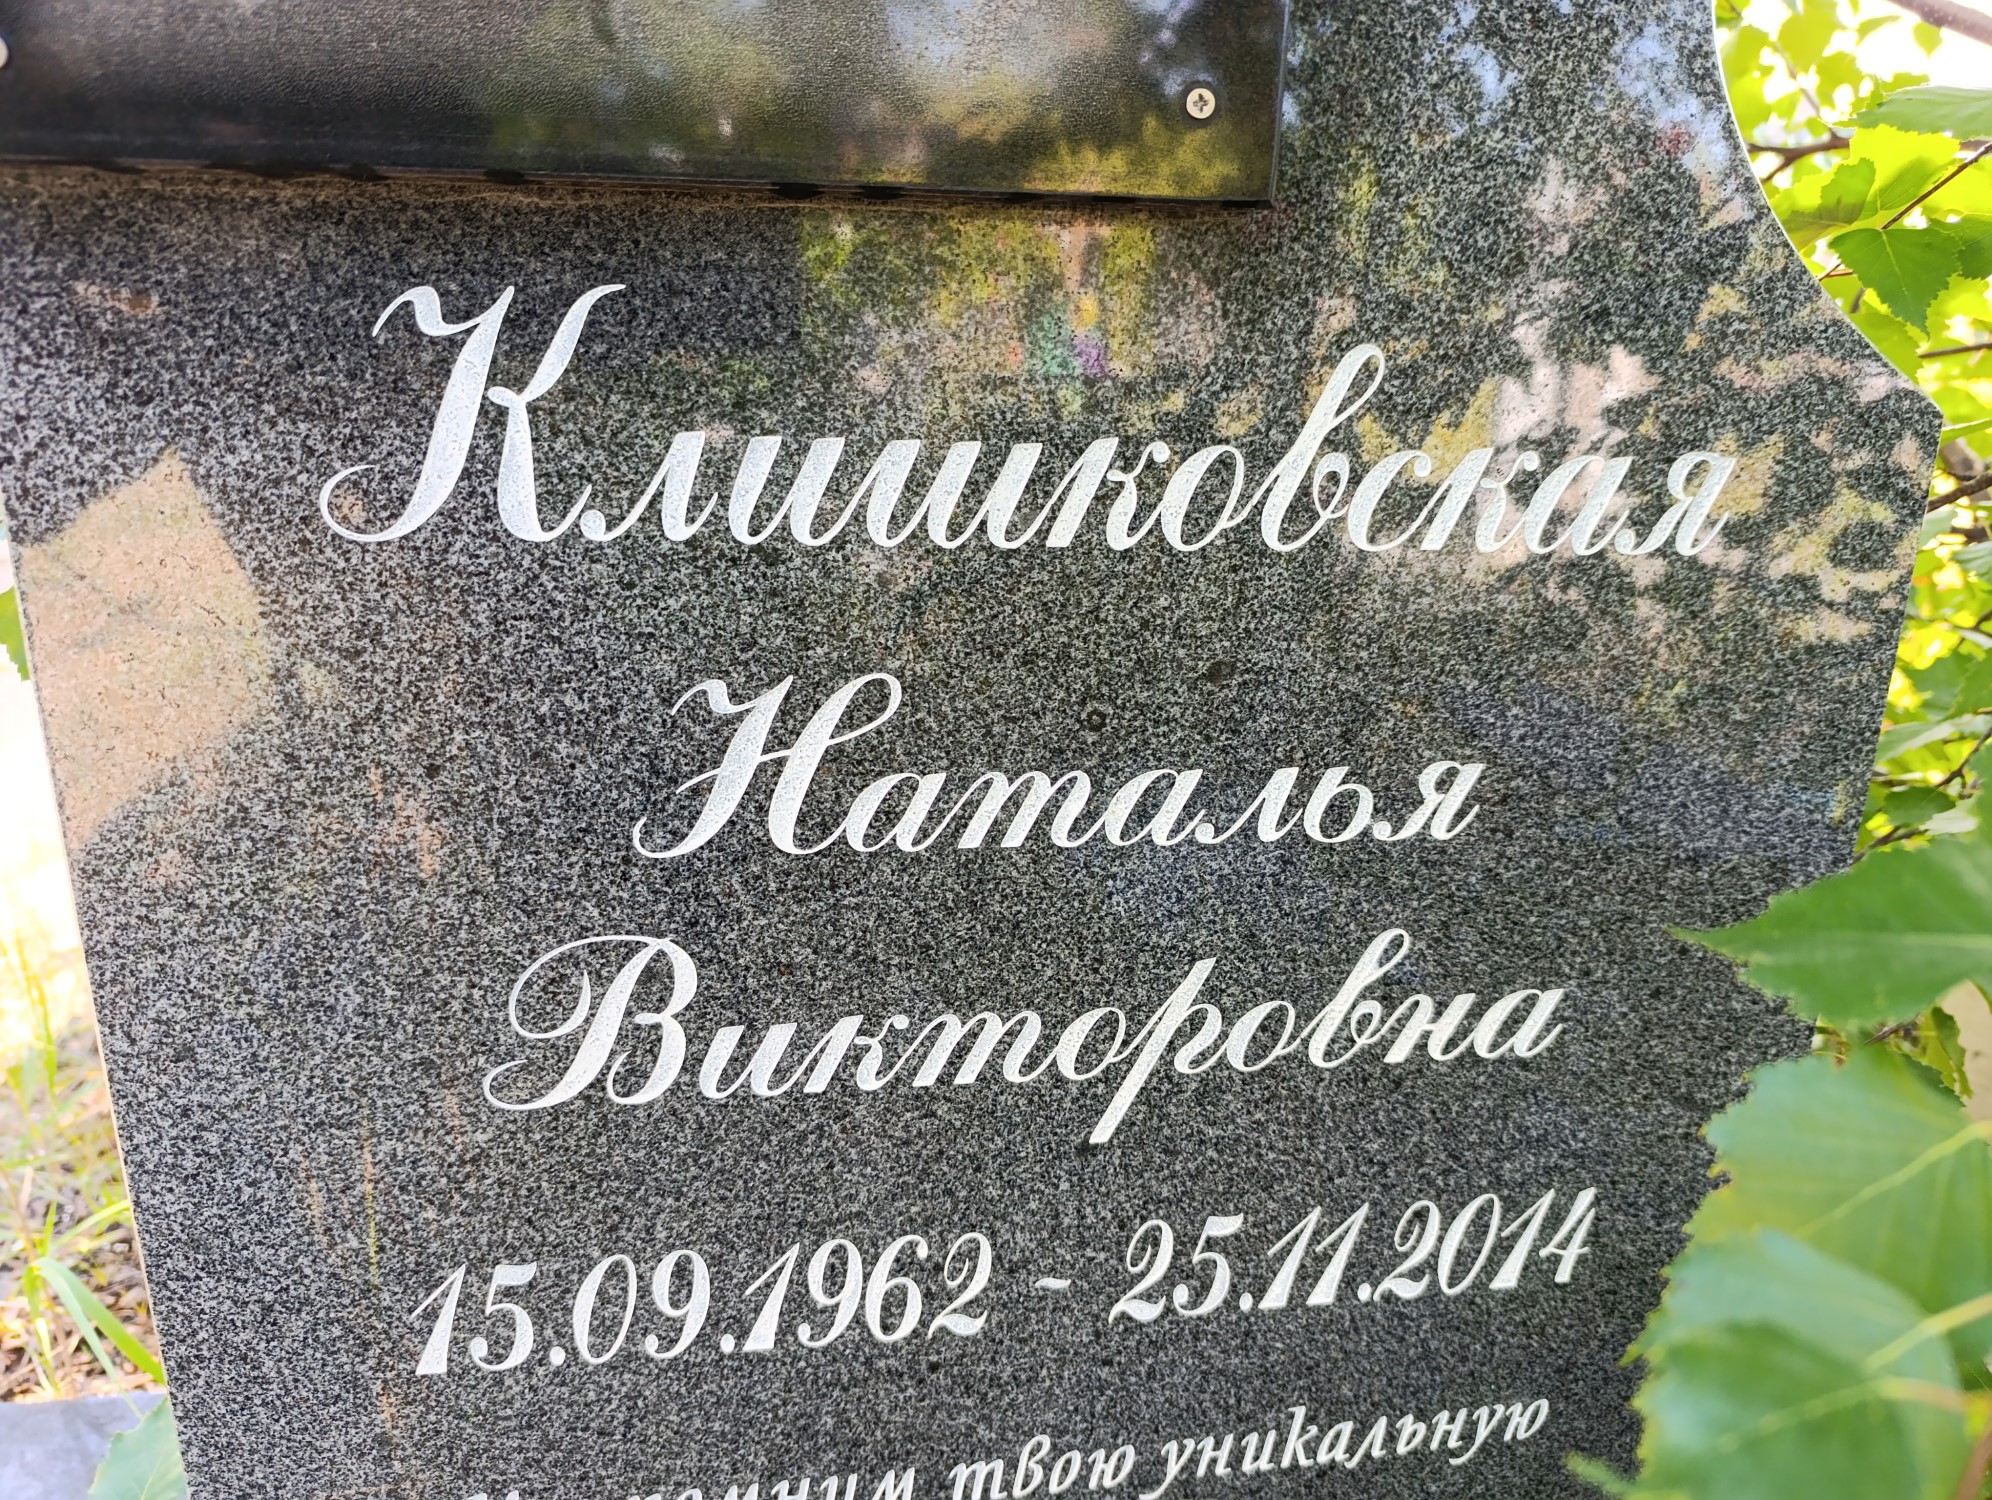 Климковская
Наталья
Викторовна
15.09.1962 - 25.11.2014
твою уникальную